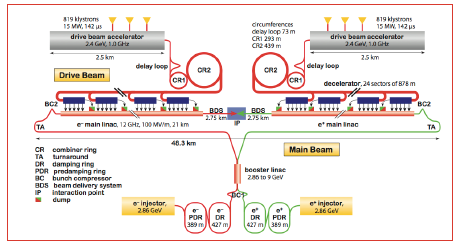 819 klystrons
15 MW, 142 µs
drive beam accelerator
2.4 GeV, 1.0 GHz
2.5 km
delay loop
CR1
CR2
circumferences
delay loop 73 m
CR1 293 m
CR2 439 m
819 klystrons
15 MW, 142 µs
drive beam accelerator
2.4 GeV, 1.0 GHz
2.5 km
delay loop
CR2
CR1
Drive Beam
decelerator, 24 sectors of 878 m
BC2
BDS
2.75 km
IP
BDS
2.75 km
BC2
TA
e⁻ main linac, 12 GHz, 100 MV/m, 21 km
e⁺ main linac
TA
48.3 km
Main Beam
CR combiner ring
TA turnaround
DR damping ring
PDR predamping ring
BC bunch compressor
BDS beam delivery system
IP interaction point
dump
booster linac
2.86 to 9 GeV
BC1
e⁻ injector,
2.86 GeV
e⁻
PDR
389 m
e⁻
DR
427 m
e⁺
DR
427 m
e⁺
PDR
389 m
e⁺ injector,
2.86 GeV